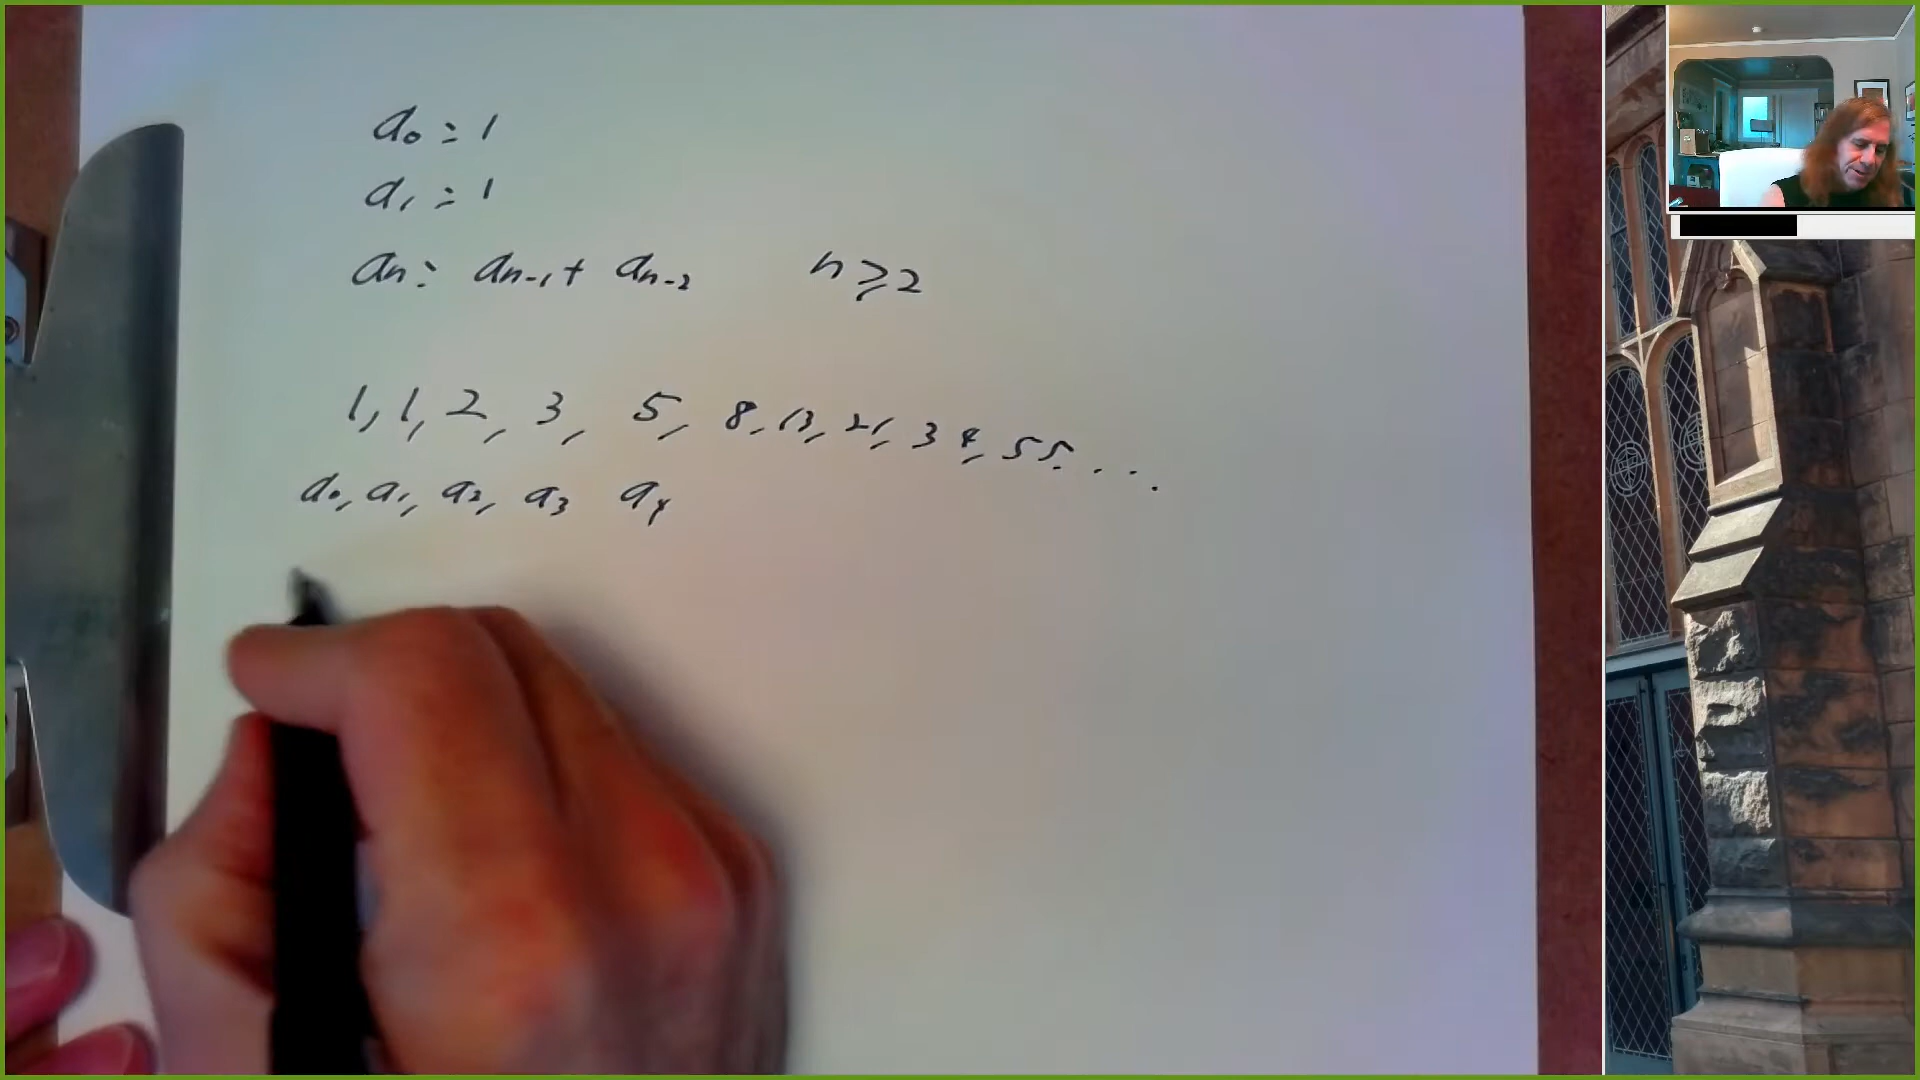 a₀ = 1
a₁ = 1
aₙ = aₙ₋₁ + aₙ₋₂ n ≥ 2
1, 1, 2, 3, 5, 8, 13, 21, 34, 55...
a₀, a₁, a₂, a₃ a₄